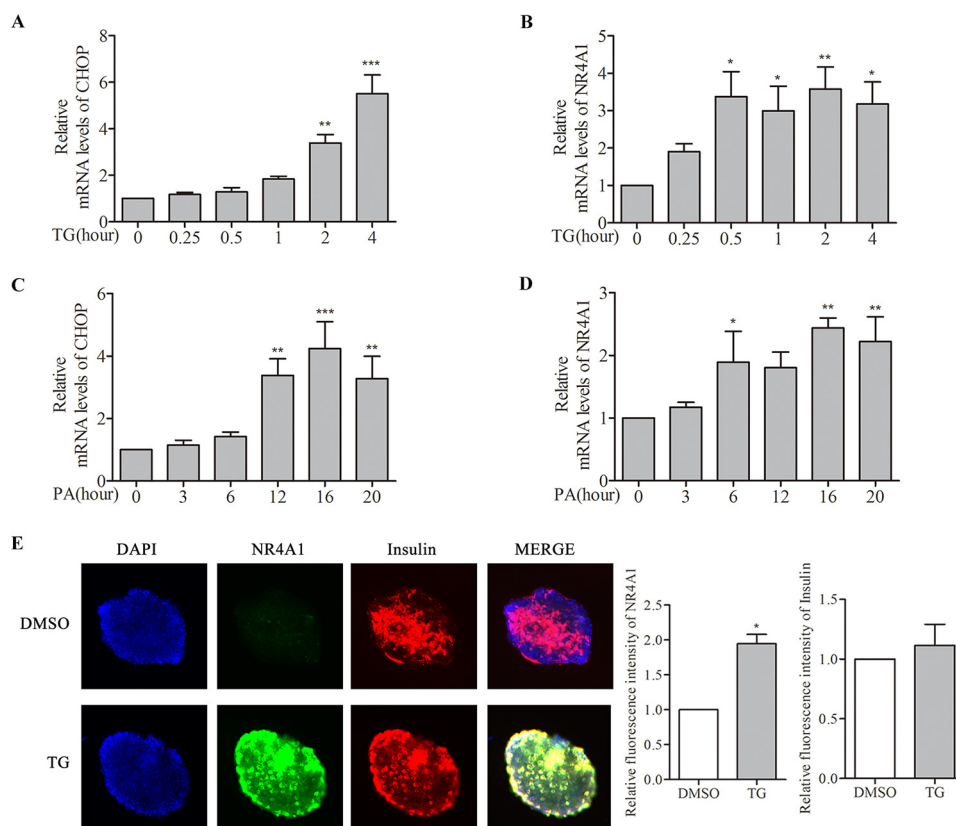 A
Relative
mRNA levels of CHOP
8
6
4
2
0
**
***
TG(hour) 0 0.25 0.5 1 2 4
B
Relative
mRNA levels of NR4A1
5
4
3
2
1
0
*
*
**
*
TG(hour) 0 0.25 0.5 1 2 4
C
Relative
mRNA levels of CHOP
6
4
2
0
**
***
**
PA(hour) 0 3 6 12 16 20
D
Relative
mRNA levels of NR4A1
3
2
1
0
*
**
**
PA(hour) 0 3 6 12 16 20
E
DAPI NR4A1 Insulin MERGE
DMSO
TG
Relative fluorescence intensity of NR4A1
2.5
2.0
1.5
1.0
0.5
0.0
*
DMSO TG
Relative fluorescence intensity of Insulin
1.5
1.0
0.5
0.0
DMSO TG